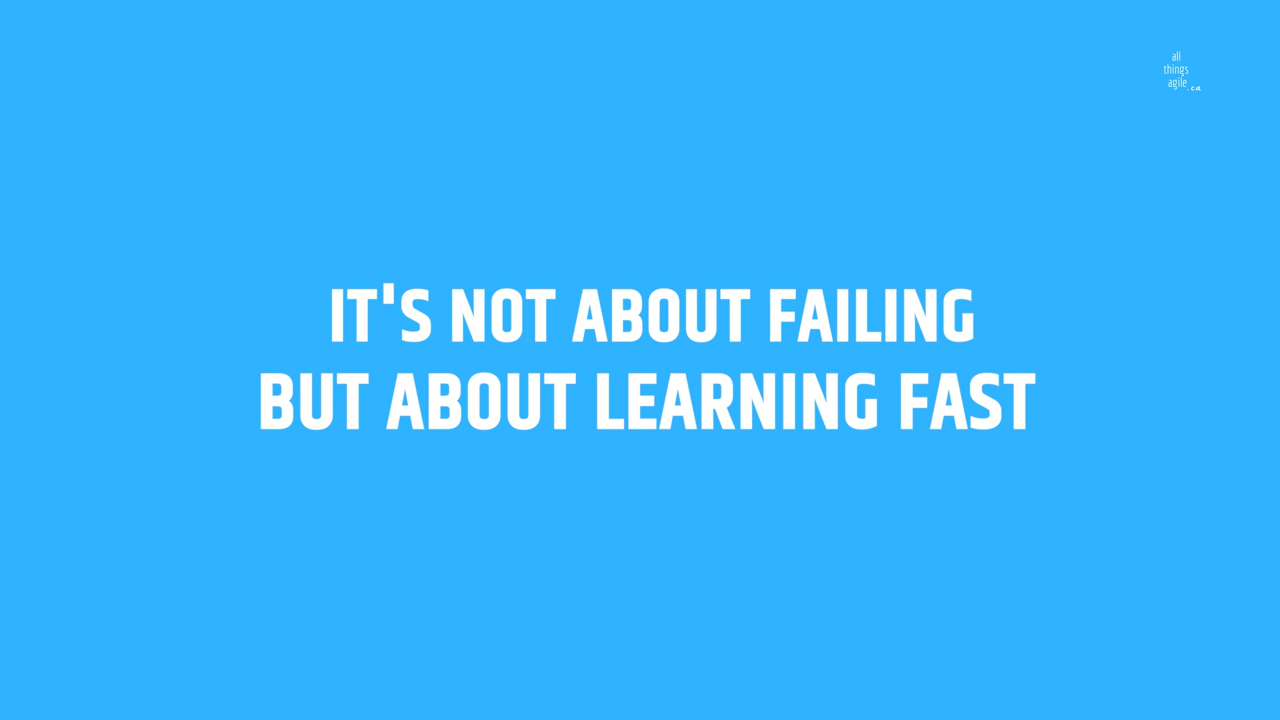 all
things
agile.ca
IT'S NOT ABOUT FAILING
BUT ABOUT LEARNING FAST